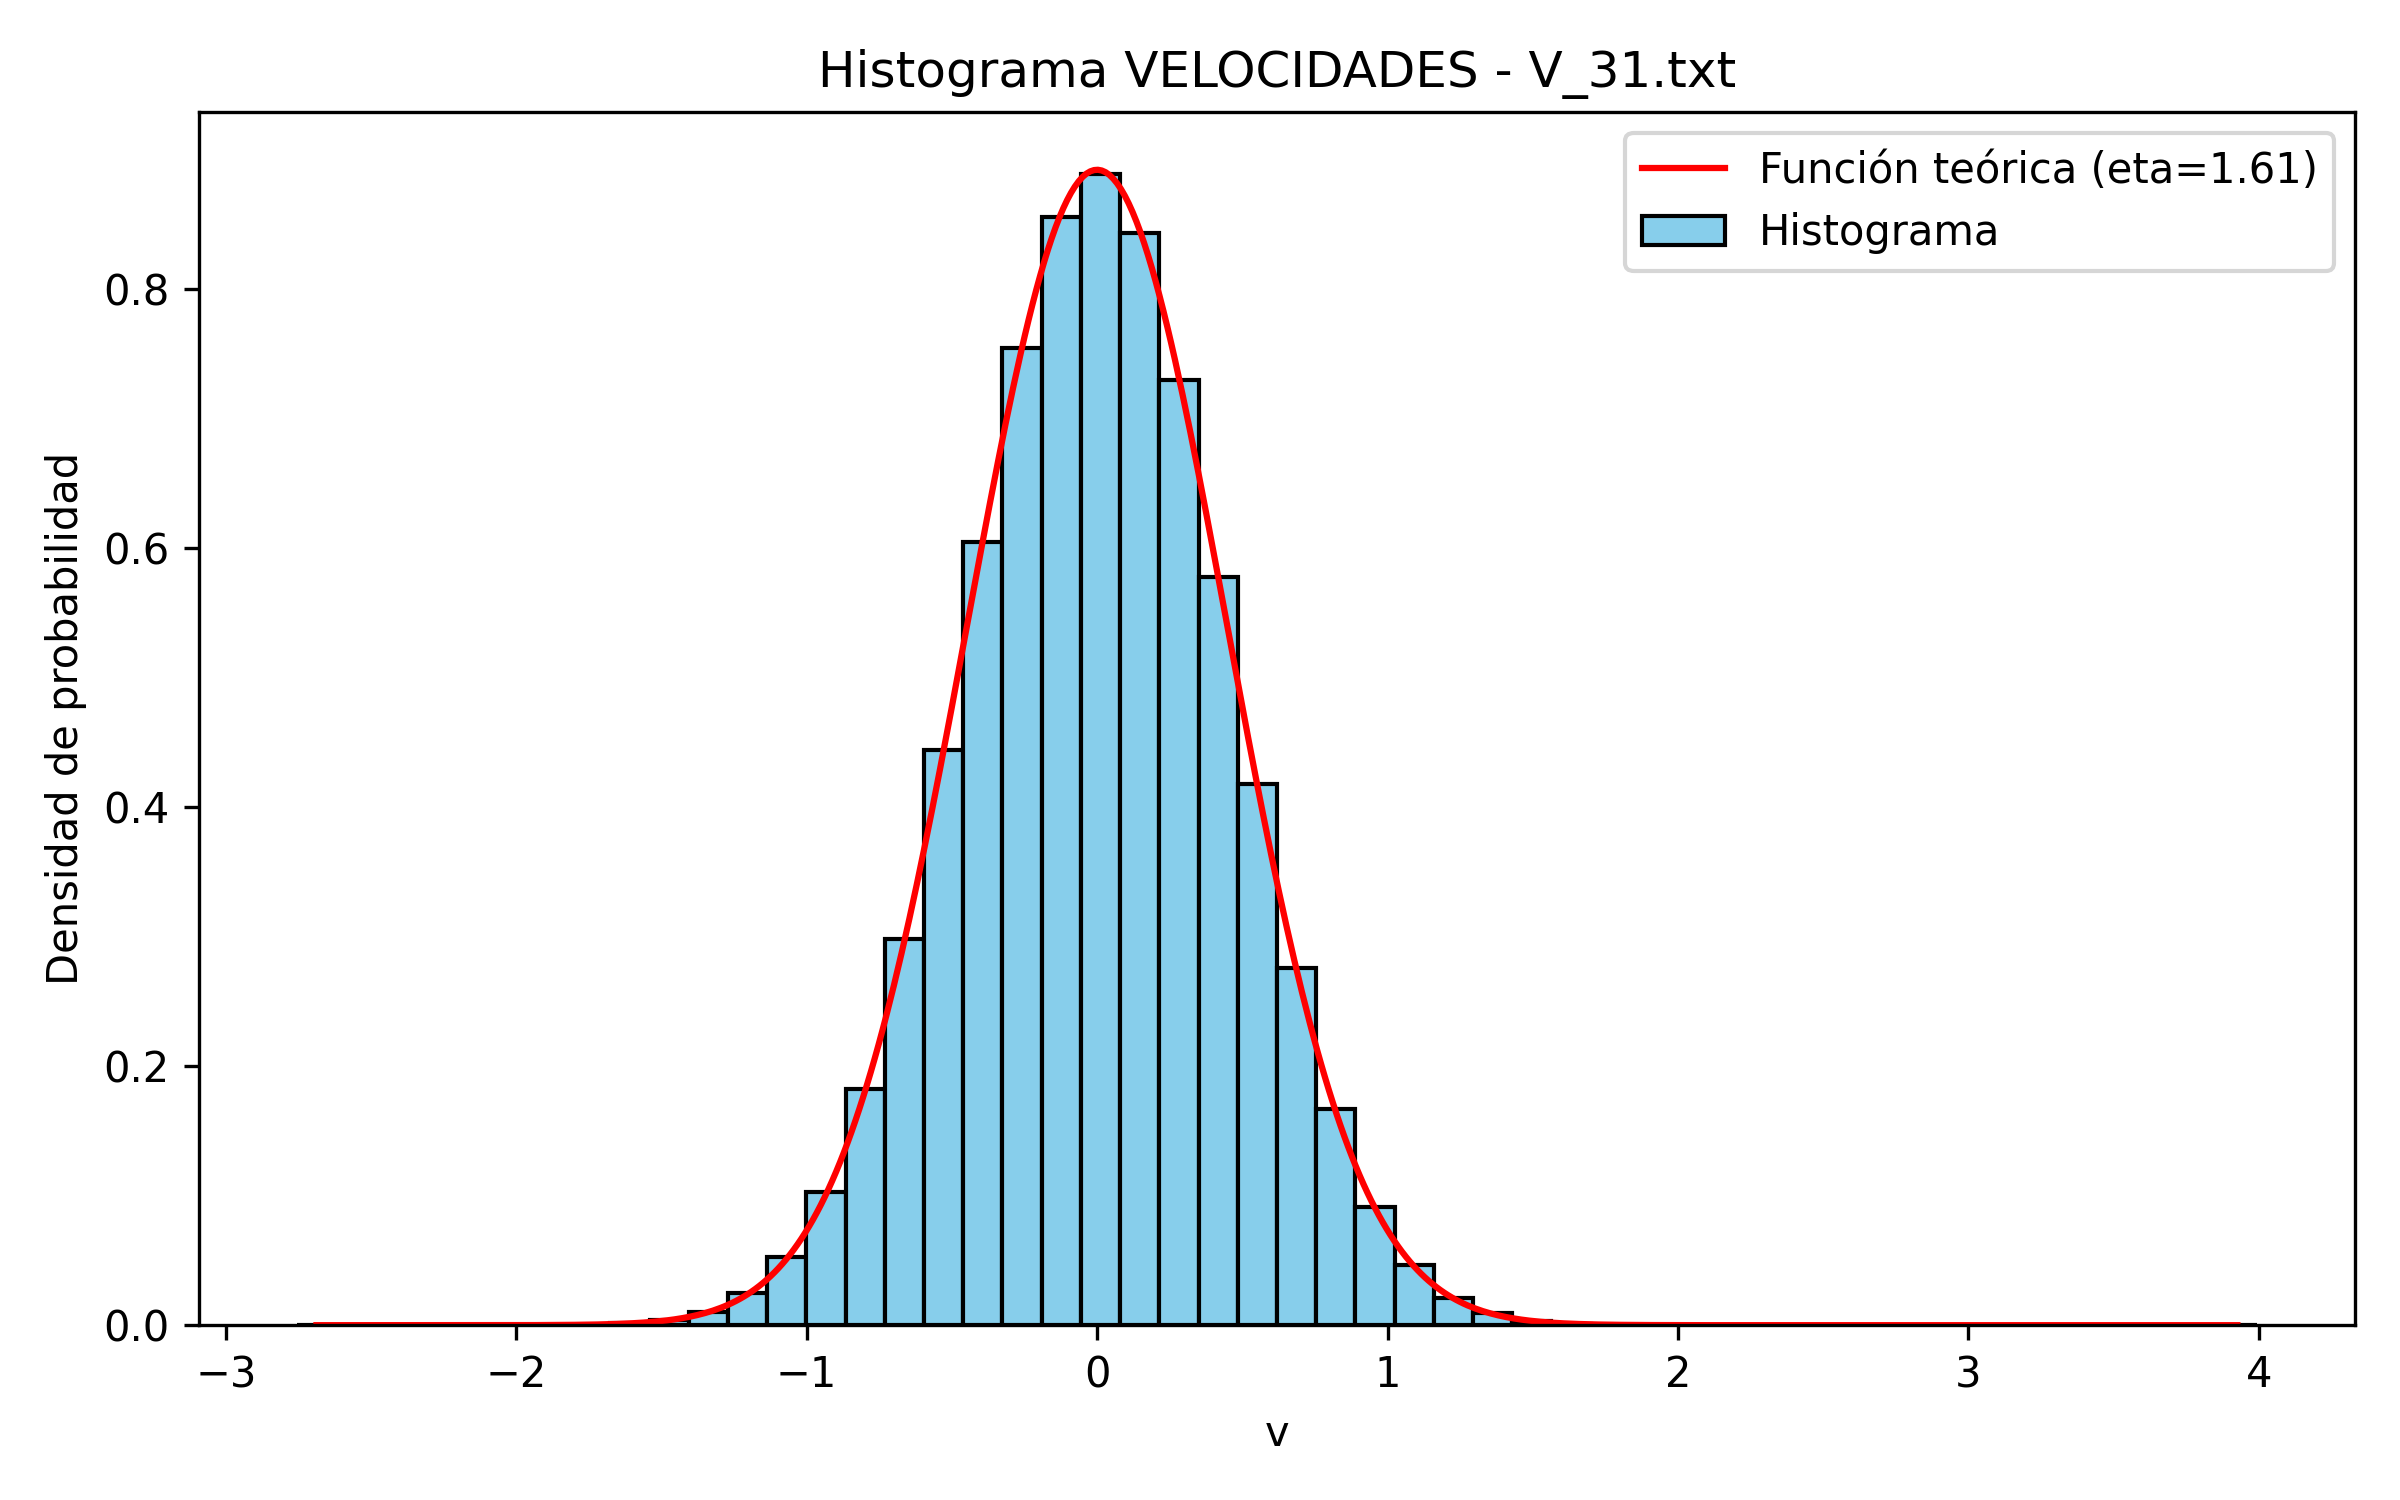 Histograma VELOCIDADES - V_31.txt
Función teórica (eta=1.61)
Histograma
Densidad de probabilidad
0.8
0.6
0.4
0.2
0.0
−3 −2 −1 0 1 2 3 4
v